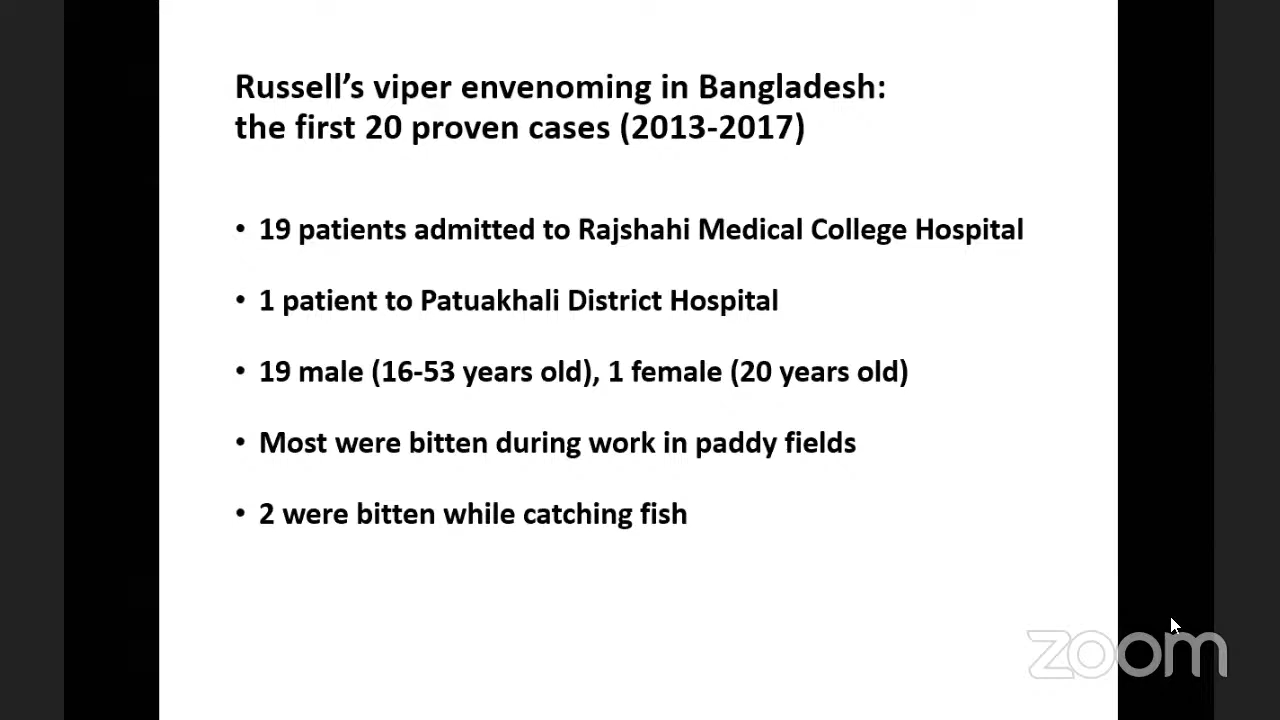 Russell’s viper envenoming in Bangladesh:
the first 20 proven cases (2013-2017)
• 19 patients admitted to Rajshahi Medical College Hospital
• 1 patient to Patuakhali District Hospital
• 19 male (16-53 years old), 1 female (20 years old)
• Most were bitten during work in paddy fields
• 2 were bitten while catching fish
zoom